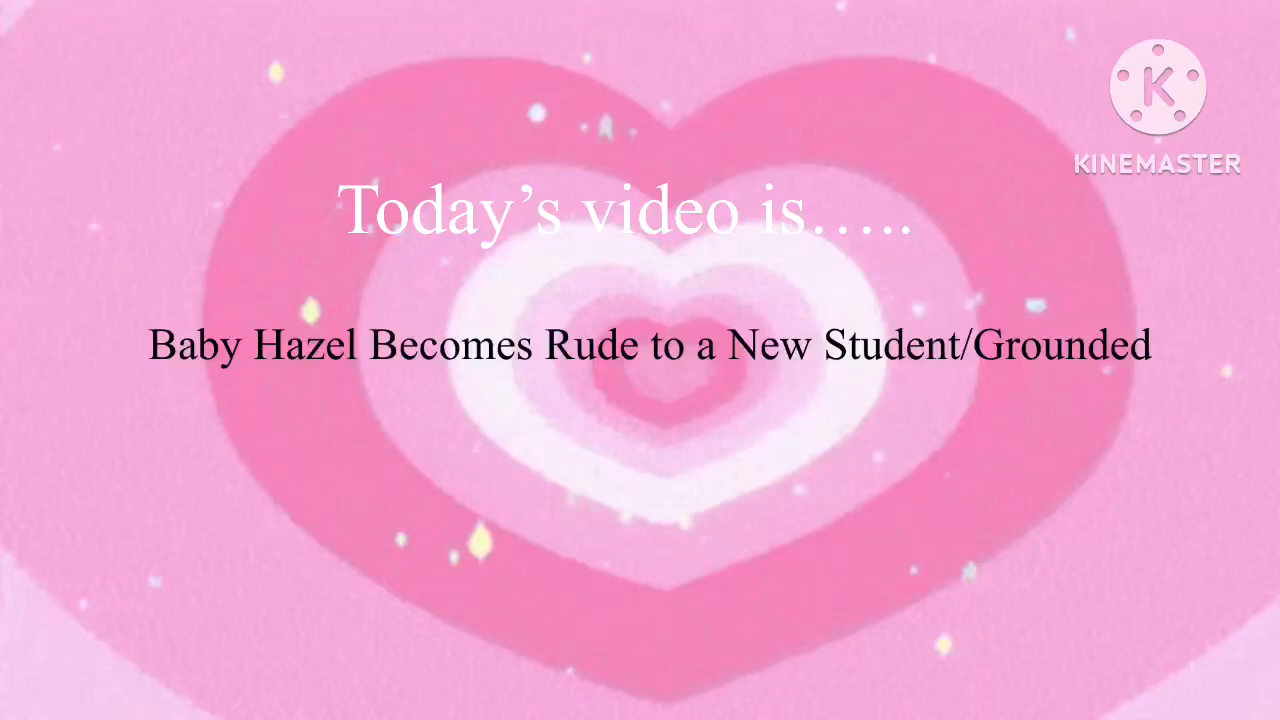 KINEMASTER
Today’s video is…..
Baby Hazel Becomes Rude to a New Student/Grounded